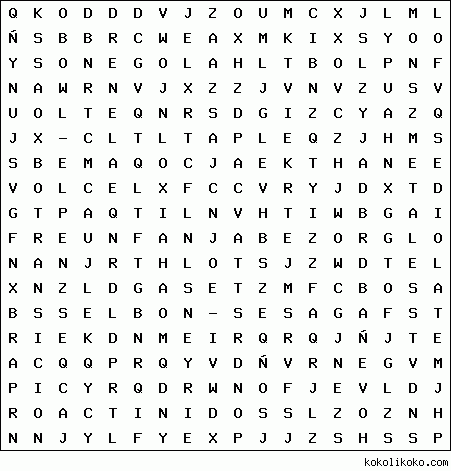 Q K O D D D V J Z O U M C X J L M L
Ñ S B B R C W E A X M K I X S Y O O
Y S O N E G O L A H L T B O L P N F
N A W R N V J X Z Z J V N V Z U S V
U O L T E Q N R S D G I Z C Y A Z Q
J X - C L T L T A P L E Q Z J H M S
S B E M A Q O C J A E K T H A N E E
V O L C E L X F C C V R Y J D X T D
G T P A Q T I L N V H T I W B G A I
F R E U N F A N J A B E Z O R G L O
N A N J R T H L O T S J Z W D T E L
X N Z L D G A S E T Z M F C B O S A
B S S E L B O N - S E S A G A F S T
R I E K D N M E I R Q R Q J Ñ J T E
A C Q Q P R Q Y V D Ñ V R N E G V M
P I C Y R Q D R W N O F J E V L D J
R O A C T I N I D O S S L Z O Z N H
N N J Y L F Y E X P J J Z S H S S P
kokolikoko.com